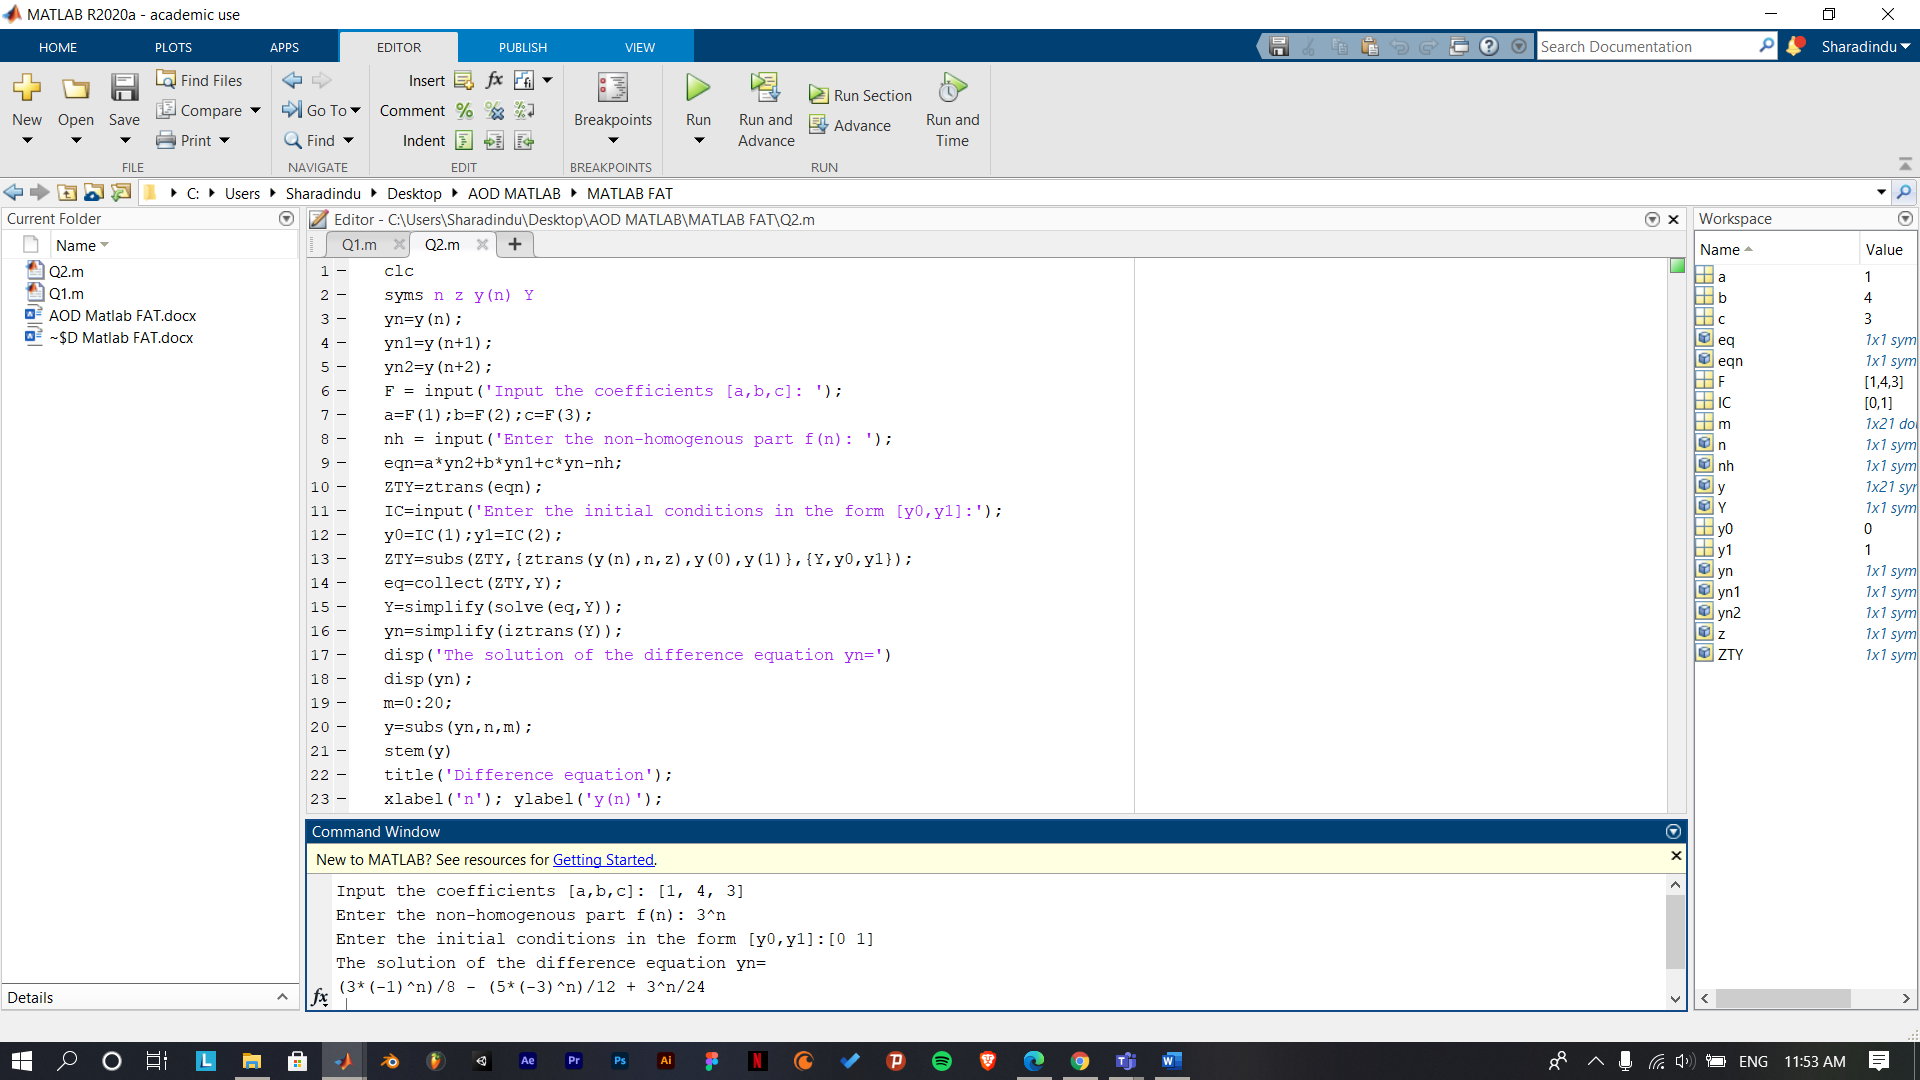 MATLAB R2020a - academic use
HOME PLOTS APPS EDITOR PUBLISH VIEW
Search Documentation
Sharadindu
New
Open
Save
Find Files
Compare
Print
FILE
Go To
Find
NAVIGATE
Insert
fx
fi
Comment
Indent
EDIT
Breakpoints
BREAKPOINTS
Run
Run and Advance
Run Section
Advance
Run and Time
RUN
C: Users Sharadindu Desktop AOD MATLAB MATLAB FAT
Current Folder
Name
Q2.m
Q1.m
AOD Matlab FAT.docx
~$D Matlab FAT.docx
Details
Editor - C:\Users\Sharadindu\Desktop\AOD MATLAB\MATLAB FAT\Q2.m
Q1.m Q2.m
1 – clc
2 – syms n z y(n) Y
3 – yn=y(n);
4 – yn1=y(n+1);
5 – yn2=y(n+2);
6 – F = input('Input the coefficients [a,b,c]: ');
7 – a=F(1);b=F(2);c=F(3);
8 – nh = input('Enter the non-homogenous part f(n): ');
9 – eqn=a*yn2+b*yn1+c*yn-nh;
10 – ZTY=ztrans(eqn);
11 – IC=input('Enter the initial conditions in the form [y0,y1]:');
12 – y0=IC(1);y1=IC(2);
13 – ZTY=subs(ZTY,{ztrans(y(n),n,z),y(0),y(1)},{Y,y0,y1});
14 – eq=collect(ZTY,Y);
15 – Y=simplify(solve(eq,Y));
16 – yn=simplify(iztrans(Y));
17 – disp('The solution of the difference equation yn=')
18 – disp(yn);
19 – m=0:20;
20 – y=subs(yn,n,m);
21 – stem(y)
22 – title('Difference equation');
23 – xlabel('n'); ylabel('y(n)');
Command Window
New to MATLAB? See resources for Getting Started.
Input the coefficients [a,b,c]: [1, 4, 3]
Enter the non-homogenous part f(n): 3^n
Enter the initial conditions in the form [y0,y1]:[0 1]
The solution of the difference equation yn=
(3*(-1)^n)/8 - (5*(-3)^n)/12 + 3^n/24
fx
Workspace
Name Value
a 1
b 4
c 3
eq 1x1 sym
eqn 1x1 sym
F [1,4,3]
IC [0,1]
m 1x21 dou
n 1x1 sym
nh 1x1 sym
y 1x21 syr
Y 1x1 sym
y0 0
y1 1
yn 1x1 sym
yn1 1x1 sym
yn2 1x1 sym
z 1x1 sym
ZTY 1x1 sym
L Ae Pr Ps Ai N W
ENG 11:53 AM